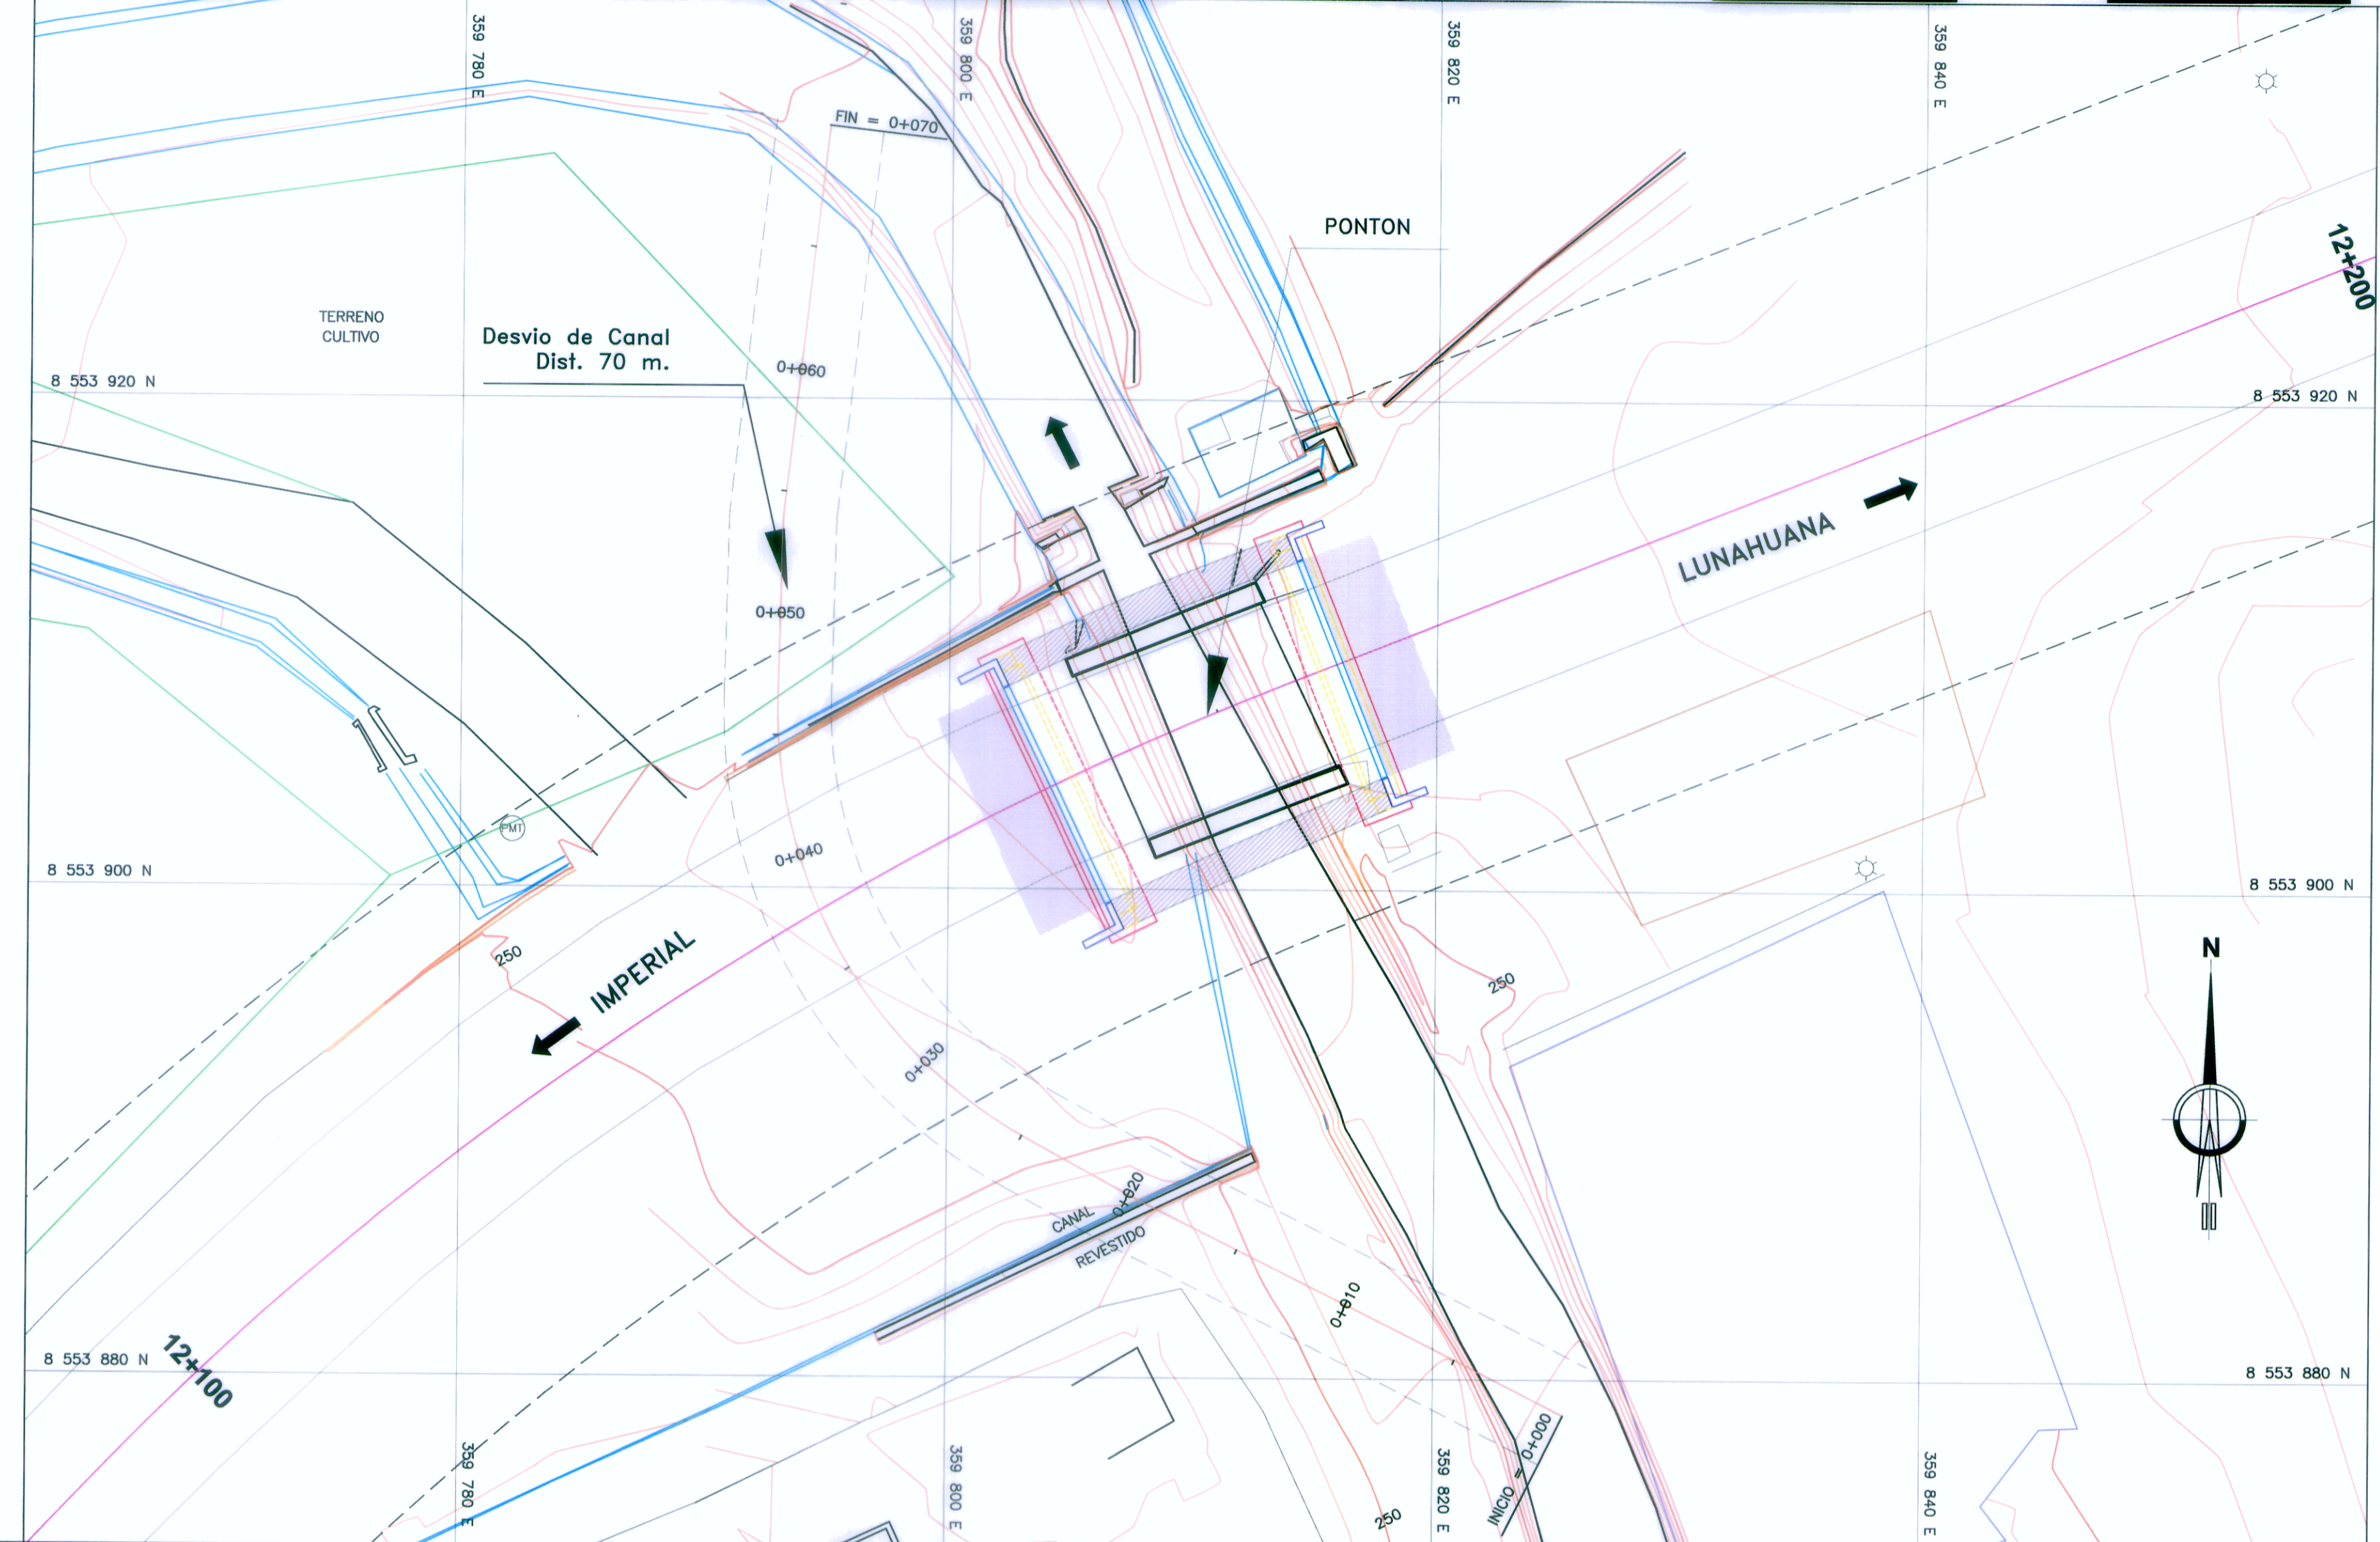 359 780 E
359 800 E
359 820 E
359 840 E
FIN = 0+070
PONTON
12+200
TERRENO
CULTIVO
Desvio de Canal
Dist. 70 m.
0+060
8 553 920 N
8 553 920 N
LUNAHUANA
0+050
PMT
0+040
8 553 900 N
8 553 900 N
250
IMPERIAL
250
N
0+030
0+020
CANAL
REVESTIDO
0+010
12+100
8 553 880 N
8 553 880 N
INICIO = 0+000
250
359 780 E
359 800 E
359 820 E
359 840 E